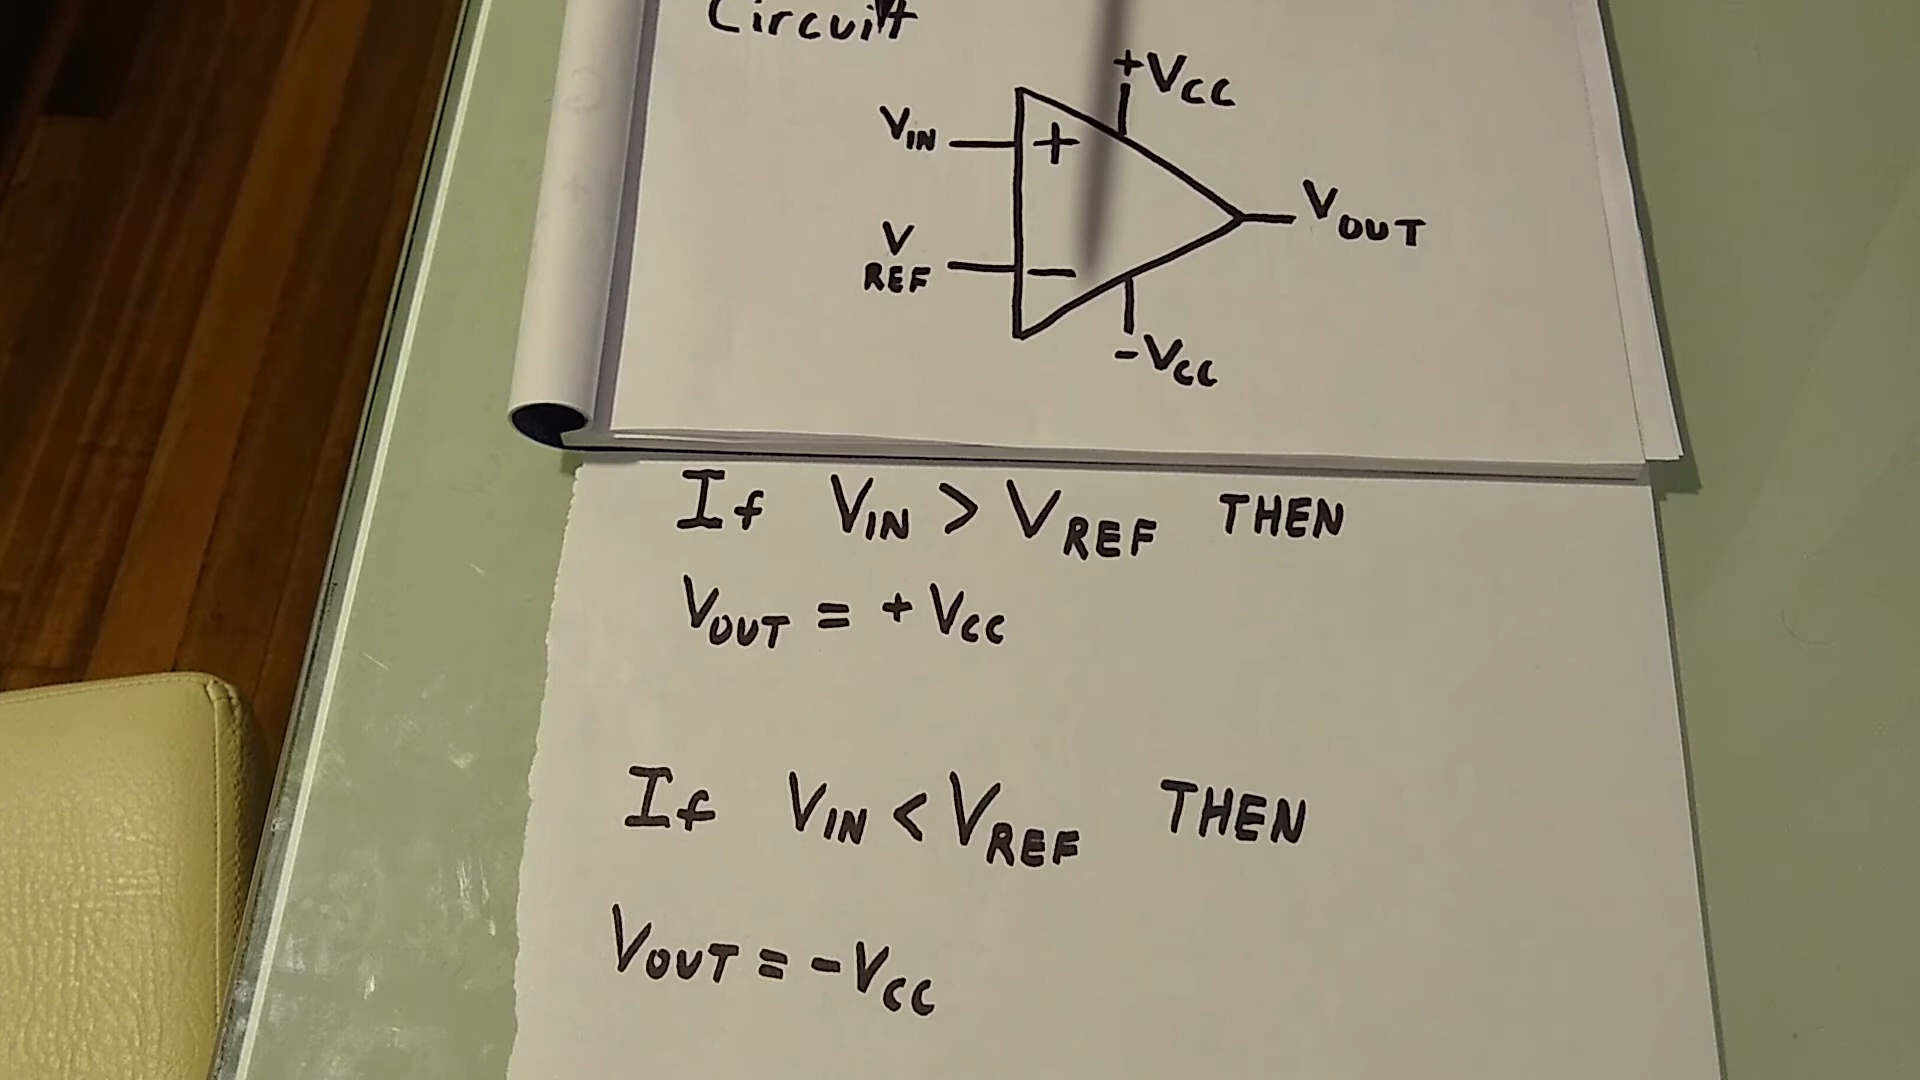 Circuit
+VCC
VIN
+
V
REF
-
VOUT
-VCC
If VIN > VREF THEN
VOUT = + VCC
If VIN < VREF THEN
VOUT = -VCC